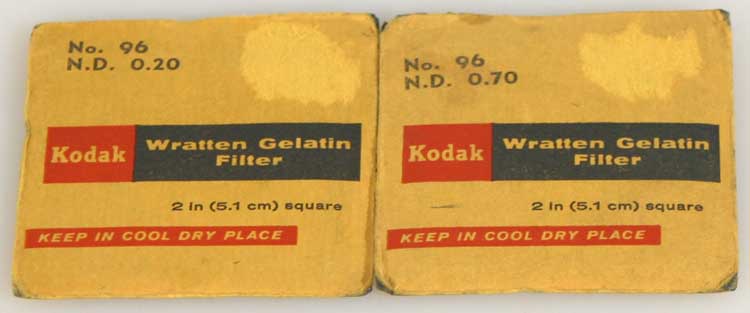 No. 96
N.D. 0.20
Kodak
Wratten Gelatin
Filter
2 in (5.1 cm) square
KEEP IN COOL DRY PLACE
No. 96
N.D. 0.70
Kodak
Wratten Gelatin
Filter
2 in (5.1 cm) square
KEEP IN COOL DRY PLACE